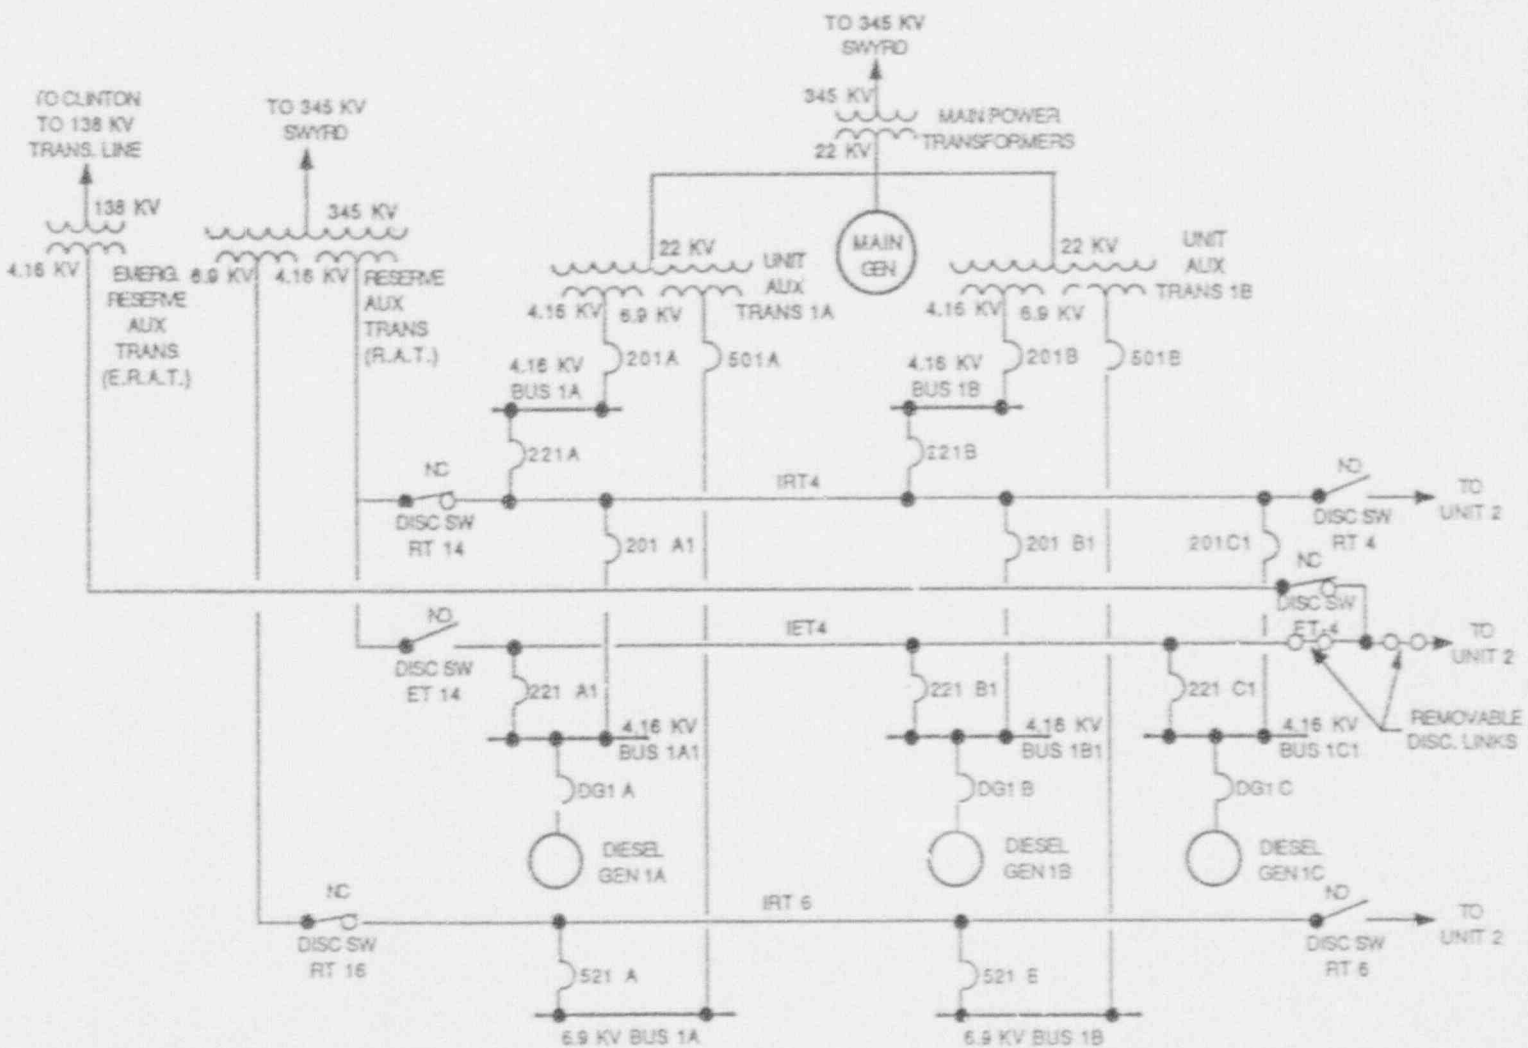 TO 345 KV
SWYRD
TO CLINTON
TO 138 KV
TRANS. LINE
TO 345 KV
SWYRD
345 KV
MAIN POWER
TRANSFORMERS
22 KV
138 KV
345 KV
4.16 KV
EMERG.
RESERVE
AUX
TRANS
(E.R.A.T.)
6.9 KV
4.16 KV
RESERVE
AUX
TRANS
(R.A.T.)
22 KV
UNIT
AUX
TRANS 1A
MAIN
GEN
22 KV
UNIT
AUX
TRANS 1B
4.16 KV
6.9 KV
4.16 KV
6.9 KV
201A
501A
201B
501B
4.16 KV
BUS 1A
4.16 KV
BUS 1B
221A
221B
NC
DISC SW
RT 14
IRT4
NO
DISC SW
RT 4
TO
UNIT 2
201 A1
201 B1
201C1
NC
DISC SW
ET-4
NO
DISC SW
ET 14
IET4
TO
UNIT 2
221 A1
221 B1
221 C1
4.16 KV
BUS 1A1
4.16 KV
BUS 1B1
4.16 KV
BUS 1C1
REMOVABLE
DISC. LINKS
DG1 A
DG1 B
DG1 C
DIESEL
GEN 1A
DIESEL
GEN 1B
DIESEL
GEN 1C
NC
DISC SW
RT 16
IRT 6
NO
DISC SW
RT 6
TO
UNIT 2
521 A
521 B
6.9 KV BUS 1A
6.9 KV BUS 1B